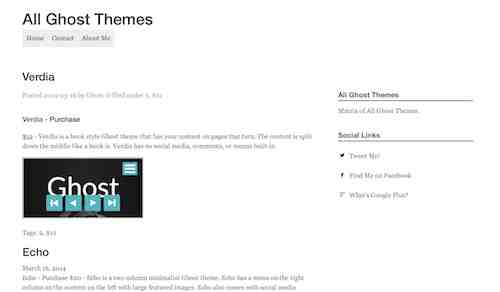 All Ghost Themes
Home Contact About Me
Verdia
Posted 2014-03-16 by Ghost & filed under
Verdia - Purchase
$12 - Verdia is a book style Ghost theme that has your content on pages that turn. The content is split
down the middle like a book is. Verdia has no social media, comments, or menus built in.
Ghost
Tags: $12
Echo
March 16, 2014
Echo - Purchase $20 - Echo is a two column minimalist Ghost theme. Echo has a menu on the right
column on the content on the left with large featured images. Echo also comes with social media
All Ghost Themes
of All Ghost Themes
Social Links
Tweet Me!
Find Me on Facebook
What's Google Plus?